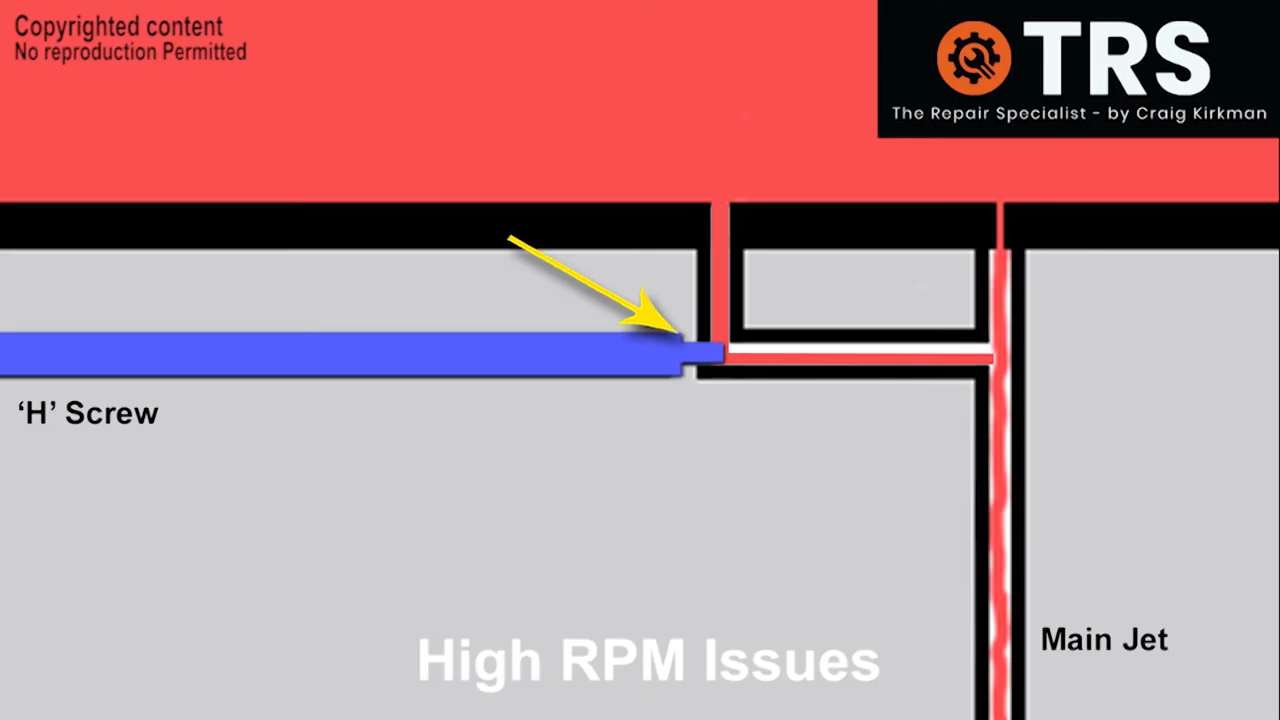 Copyrighted content
No reproduction Permitted
TRS
The Repair Specialist - by Craig Kirkman
‘H’ Screw
Main Jet
High RPM Issues